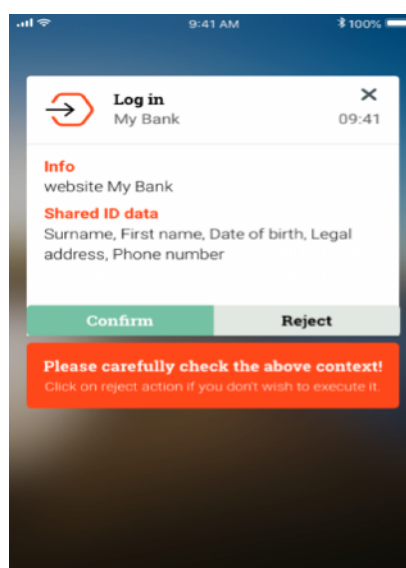 9:41 AM
100%
Log in
My Bank
09:41
Info
website My Bank
Shared ID data
Surname, First name, Date of birth, Legal
address, Phone number
Confirm
Reject
Please carefully check the above context!
Click on reject action if you don't wish to execute it.